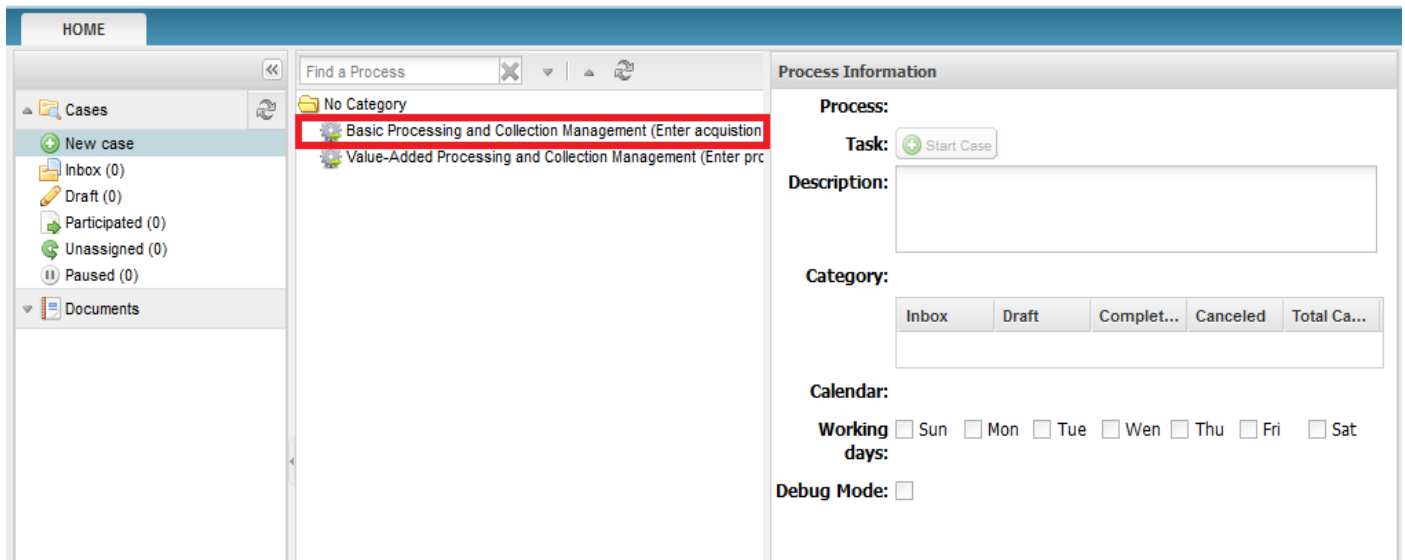 HOME
Cases
New case
Inbox (0)
Draft (0)
Participated (0)
Unassigned (0)
Paused (0)
Documents
Find a Process
No Category
Basic Processing and Collection Management (Enter acquistion
Value-Added Processing and Collection Management (Enter pro
Process Information
Process:
Task: Start Case
Description:
Category:
Inbox Draft Complet... Canceled Total Ca...
Calendar:
Working days: Sun Mon Tue Wen Thu Fri Sat
Debug Mode: